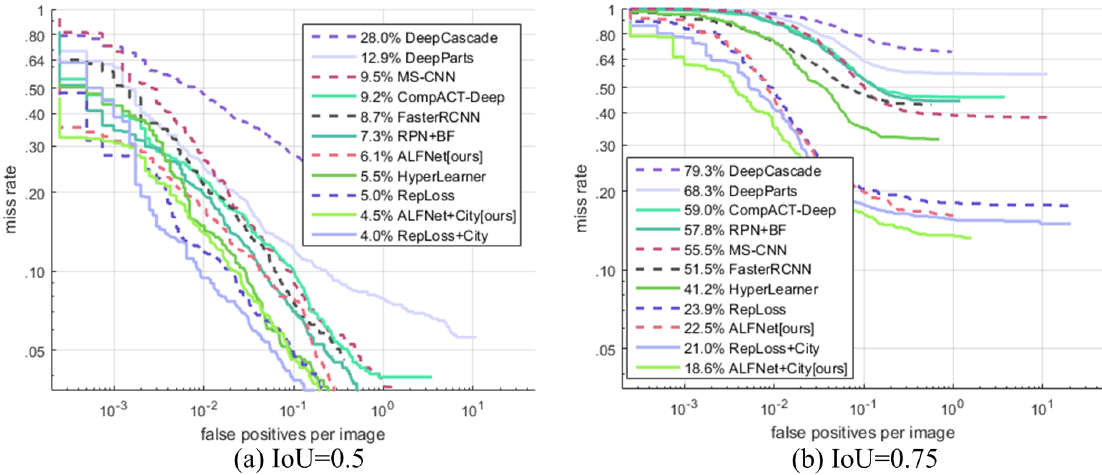 1
.80
.64
.50
.40
.30
.20
.10
.05
miss rate
28.0% DeepCascade
12.9% DeepParts
9.5% MS-CNN
9.2% CompACT-Deep
8.7% FasterRCNN
7.3% RPN+BF
6.1% ALFNet[ours]
5.5% HyperLearner
5.0% RepLoss
4.5% ALFNet+City[ours]
4.0% RepLoss+City
10^-3 10^-2 10^-1 10^0 10^1
false positives per image
(a) IoU=0.5
1
.80
.64
.50
.40
.30
.20
.10
.05
miss rate
79.3% DeepCascade
68.3% DeepParts
59.0% CompACT-Deep
57.8% RPN+BF
55.5% MS-CNN
51.5% FasterRCNN
41.2% HyperLearner
23.9% RepLoss
22.5% ALFNet[ours]
21.0% RepLoss+City
18.6% ALFNet+City[ours]
10^-3 10^-2 10^-1 10^0 10^1
false positives per image
(b) IoU=0.75